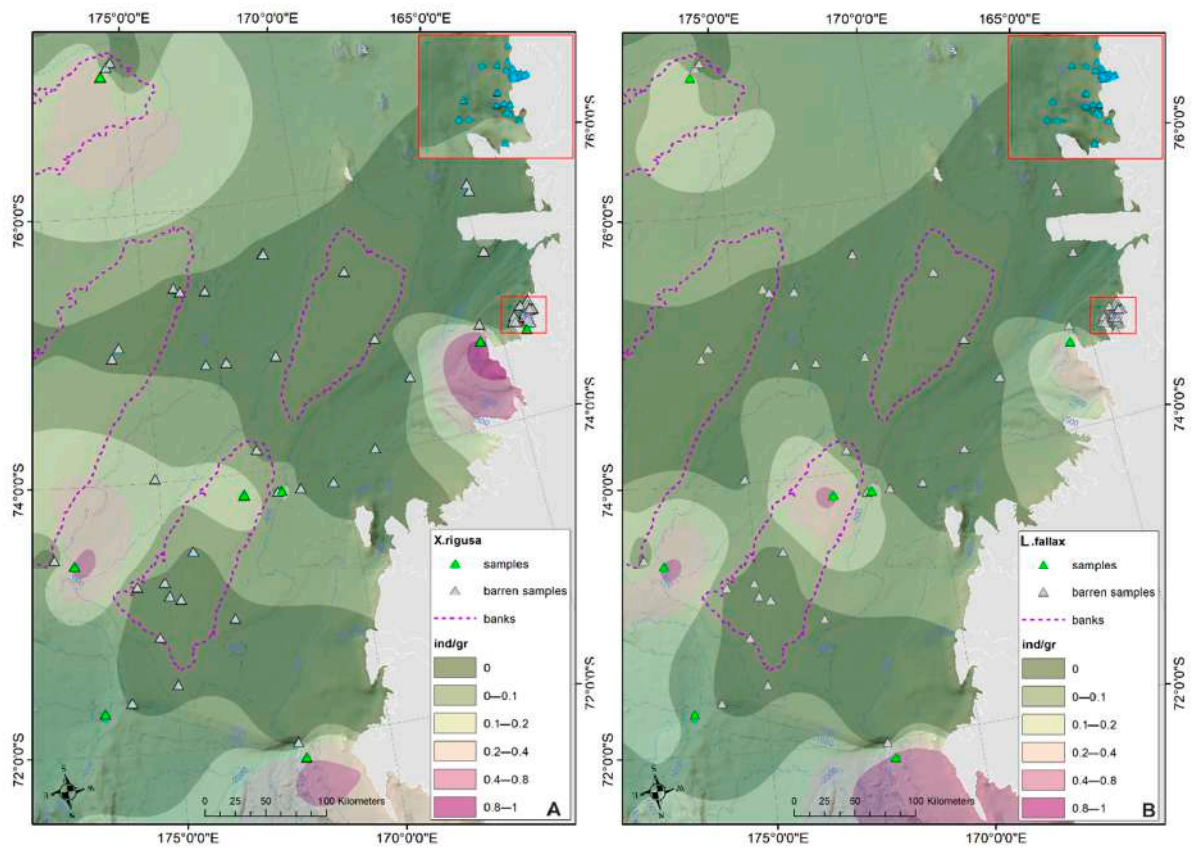 175°0'0"E 170°0'0"E 165°0'0"E
175°0'0"E 170°0'0"E 165°0'0"E
76°0'0"S
76°0'0"S
74°0'0"S
74°0'0"S
72°0'0"S
72°0'0"S
X.rigusa
samples
barren samples
banks
ind/gr
0
0—0.1
0.1—0.2
0.2—0.4
0.4—0.8
0.8—1
0 25 50 100 Kilometers
A
175°0'0"E 170°0'0"E
76°0'0"S
76°0'0"S
74°0'0"S
74°0'0"S
72°0'0"S
72°0'0"S
L.fallax
samples
barren samples
banks
ind/gr
0
0—0.1
0.1—0.2
0.2—0.4
0.4—0.8
0.8—1
0 25 50 100 Kilometers
B
175°0'0"E 170°0'0"E